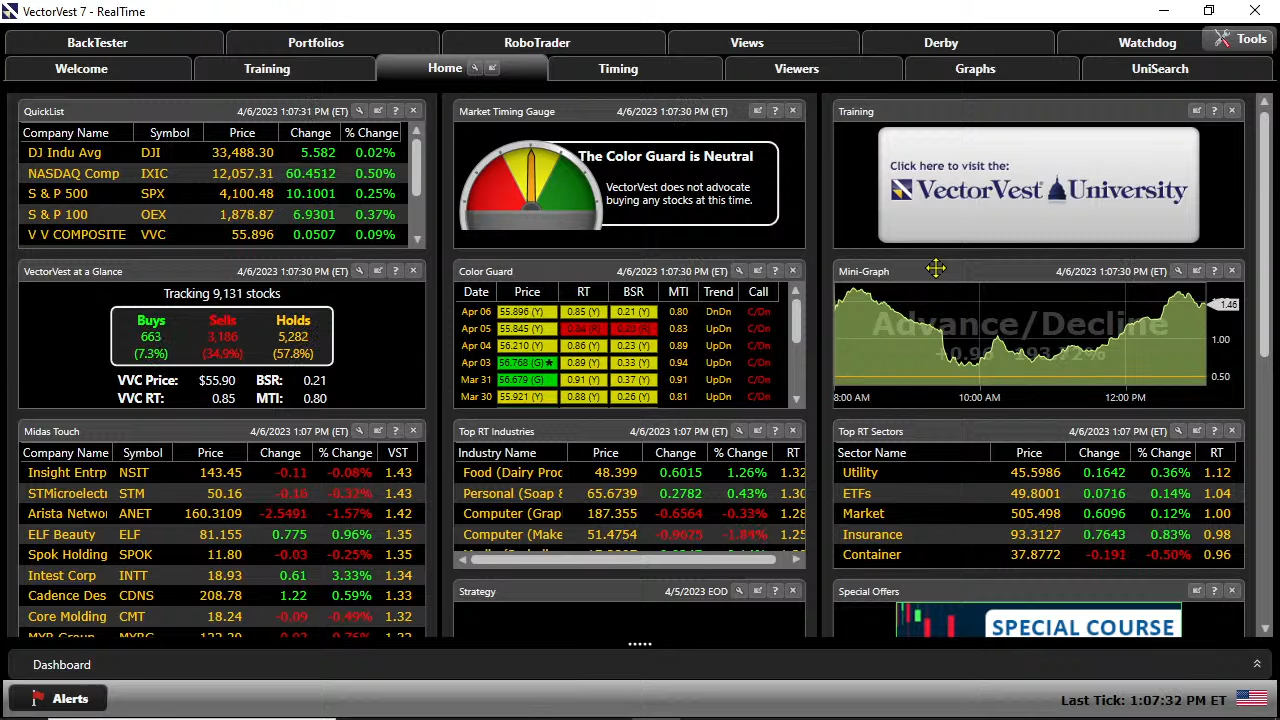 VectorVest 7 - RealTime
BackTester Portfolios RoboTrader Views Derby Watchdog Tools
Welcome Training Home Timing Viewers Graphs UniSearch
QuickList 4/6/2023 1:07:31 PM (ET)
Company Name Symbol Price Change % Change
DJ Indu Avg DJI 33,488.30 5.582 0.02%
NASDAQ Comp IXIC 12,057.31 60.4512 0.50%
S & P 500 SPX 4,100.48 10.1001 0.25%
S & P 100 OEX 1,878.87 6.9301 0.37%
V V COMPOSITE VVC 55.896 0.0507 0.09%
Market Timing Gauge 4/6/2023 1:07:30 PM (ET)
The Color Guard is Neutral
VectorVest does not advocate
buying any stocks at this time.
Training
Click here to visit the:
VectorVest University
VectorVest at a Glance 4/6/2023 1:07:30 PM (ET)
Tracking 9,131 stocks
Buys Sells Holds
663 3,186 5,282
(7.3%) (34.9%) (57.8%)
VVC Price: $55.90 BSR: 0.21
VVC RT: 0.85 MTI: 0.80
Color Guard 4/6/2023 1:07:30 PM (ET)
Date Price RT BSR MTI Trend Call
Apr 06 55.896 (Y) 0.85 (Y) 0.21 (Y) 0.80 DnDn C/Dn
Apr 05 55.845 (Y) 0.84 (R) 0.20 (R) 0.83 UpDn C/Dn
Apr 04 56.210 (Y) 0.86 (Y) 0.23 (Y) 0.89 UpDn C/Dn
Apr 03 56.768 (G)★ 0.89 (Y) 0.33 (Y) 0.94 UpDn C/Dn
Mar 31 56.679 (G) 0.91 (Y) 0.37 (Y) 0.91 UpDn C/Dn
Mar 30 55.921 (Y) 0.88 (Y) 0.26 (Y) 0.81 UpDn C/Dn
Mini-Graph 4/6/2023 1:07:30 PM (ET)
Advance/Decline
1.46
1.00
0.50
8:00 AM 10:00 AM 12:00 PM
Midas Touch 4/6/2023 1:07 PM (ET)
Company Name Symbol Price Change % Change VST
Insight Entrp NSIT 143.45 -0.11 -0.08% 1.43
STMicroelect STM 50.16 -0.16 -0.32% 1.43
Arista Networ ANET 160.3109 -2.5491 -1.57% 1.42
ELF Beauty ELF 81.155 0.775 0.96% 1.35
Spok Holding SPOK 11.80 -0.03 -0.25% 1.35
Intest Corp INTT 18.93 0.61 3.33% 1.34
Cadence Des CDNS 208.78 1.22 0.59% 1.33
Core Molding CMT 18.24 -0.09 -0.49% 1.32
Top RT Industries 4/6/2023 1:07 PM (ET)
Industry Name Price Change % Change RT
Food (Dairy Proc 48.399 0.6015 1.26% 1.32
Personal (Soap & 65.6739 0.2782 0.43% 1.30
Computer (Grap 187.355 -0.6564 -0.33% 1.28
Computer (Make 51.4754 -0.9625 -1.84% 1.25
Top RT Sectors 4/6/2023 1:07 PM (ET)
Sector Name Price Change % Change RT
Utility 45.5986 0.1642 0.36% 1.12
ETFs 49.8001 0.0716 0.14% 1.04
Market 505.498 0.6096 0.12% 1.00
Insurance 93.3127 0.7643 0.83% 0.98
Container 37.8772 -0.191 -0.50% 0.96
Strategy 4/5/2023 EOD
Special Offers
SPECIAL COURSE
Dashboard
Alerts
Last Tick: 1:07:32 PM ET